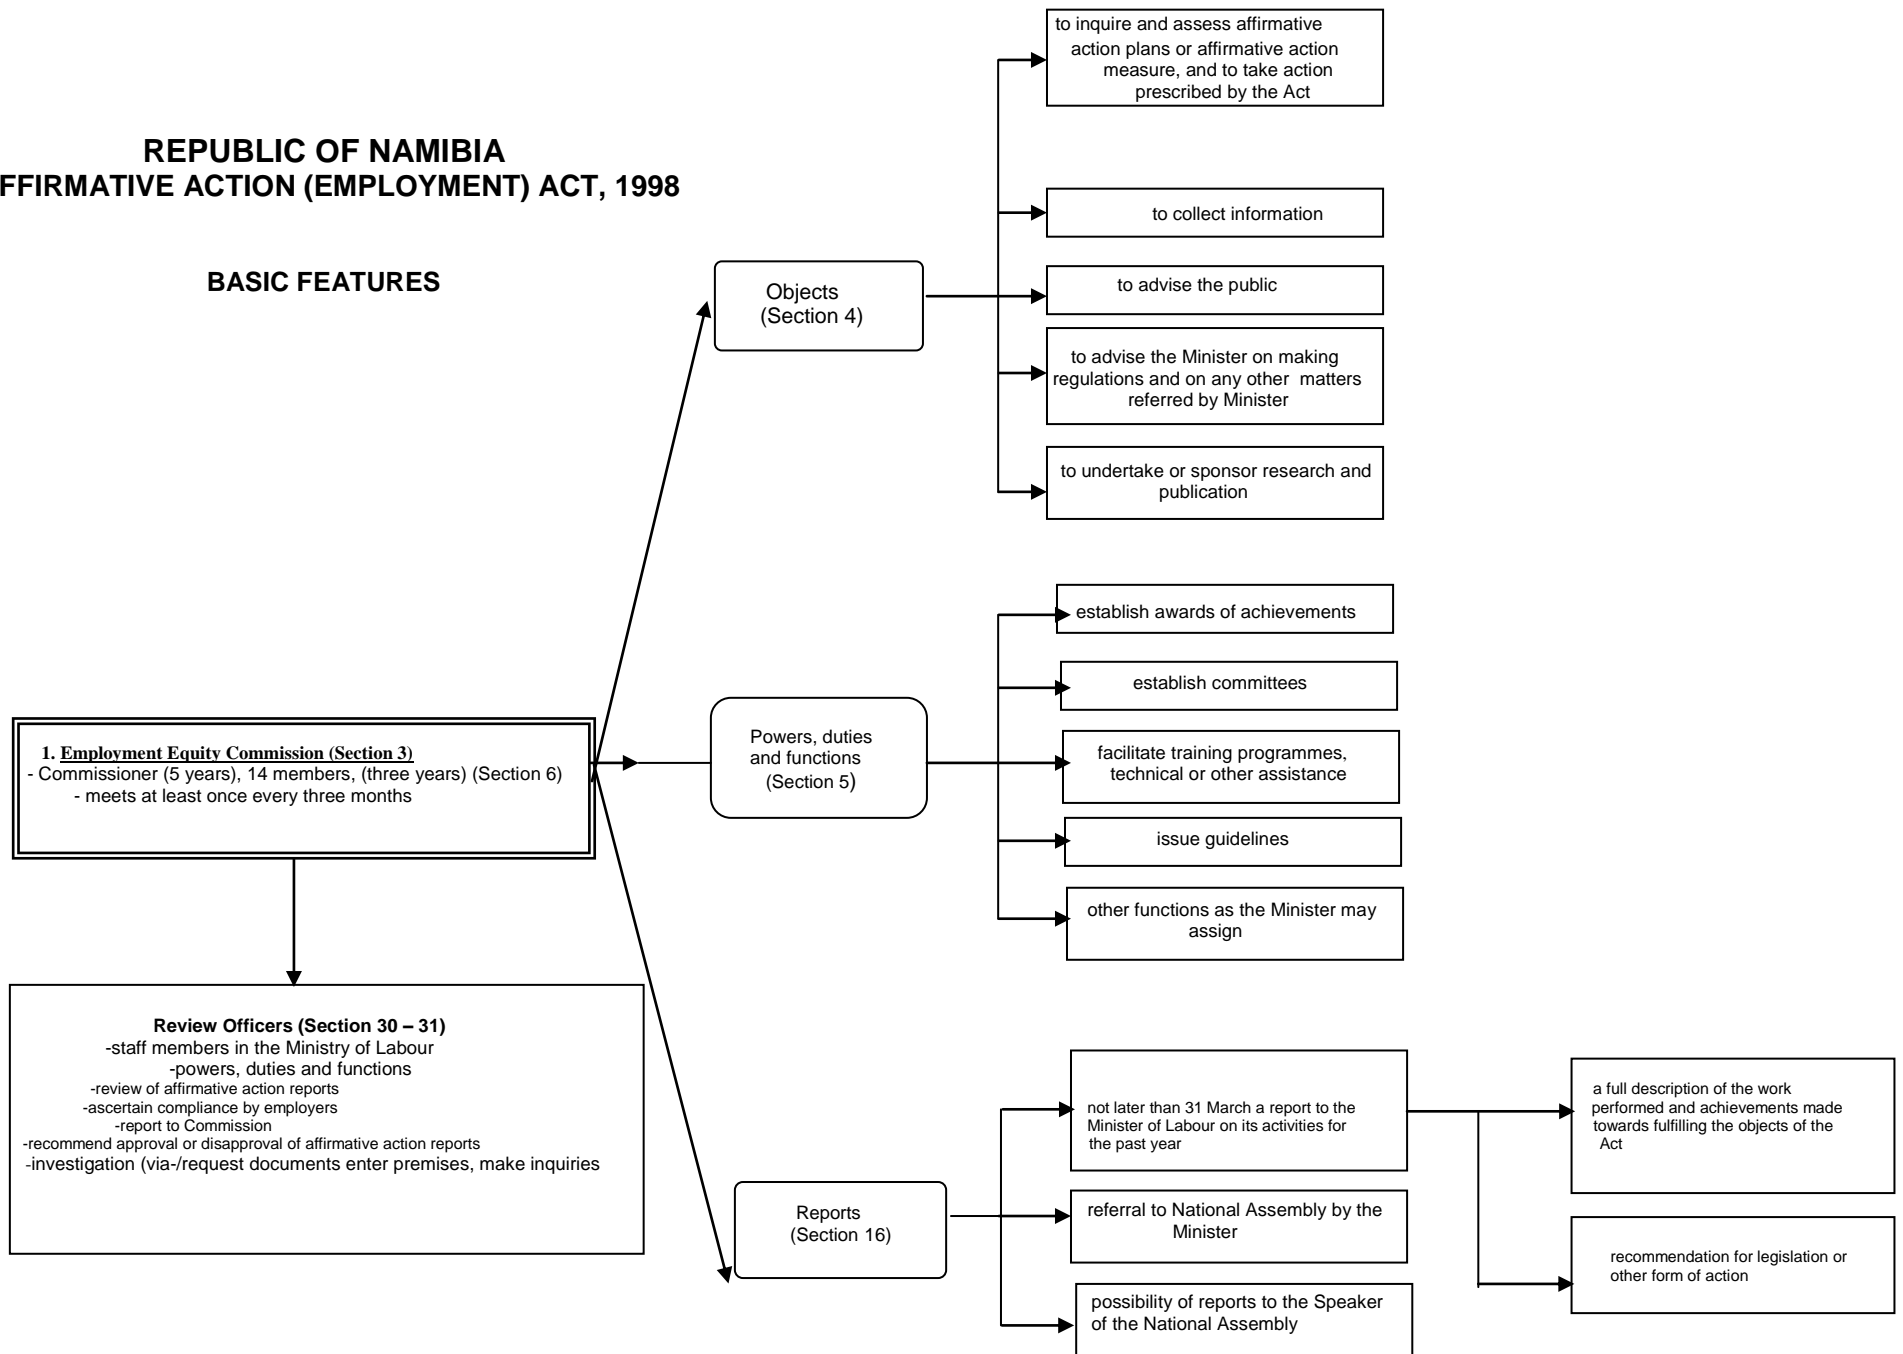 REPUBLIC OF NAMIBIA
FFIRMATIVE ACTION (EMPLOYMENT) ACT, 1998
BASIC FEATURES
1. Employment Equity Commission (Section 3)
- Commissioner (5 years), 14 members, (three years) (Section 6)
- meets at least once every three months
Review Officers (Section 30 – 31)
-staff members in the Ministry of Labour
-powers, duties and functions
-review of affirmative action reports
-ascertain compliance by employers
-report to Commission
-recommend approval or disapproval of affirmative action reports
-investigation (via-/request documents enter premises, make inquiries
Objects
(Section 4)
to inquire and assess affirmative
action plans or affirmative action
measure, and to take action
prescribed by the Act
to collect information
to advise the public
to advise the Minister on making
regulations and on any other matters
referred by Minister
to undertake or sponsor research and
publication
Powers, duties
and functions
(Section 5)
establish awards of achievements
establish committees
facilitate training programmes,
technical or other assistance
issue guidelines
other functions as the Minister may
assign
Reports
(Section 16)
not later than 31 March a report to the
Minister of Labour on its activities for
the past year
a full description of the work
performed and achievements made
towards fulfilling the objects of the
Act
recommendation for legislation or
other form of action
referral to National Assembly by the
Minister
possibility of reports to the Speaker
of the National Assembly